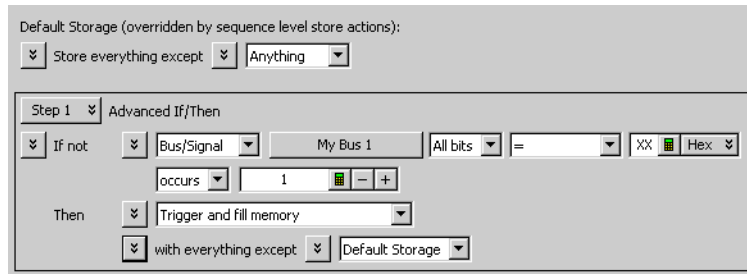 Default Storage (overridden by sequence level store actions):
Store everything except Anything
Step 1 Advanced If/Then
If not Bus/Signal My Bus 1 All bits = XX Hex
occurs 1 - +
Then Trigger and fill memory
with everything except Default Storage